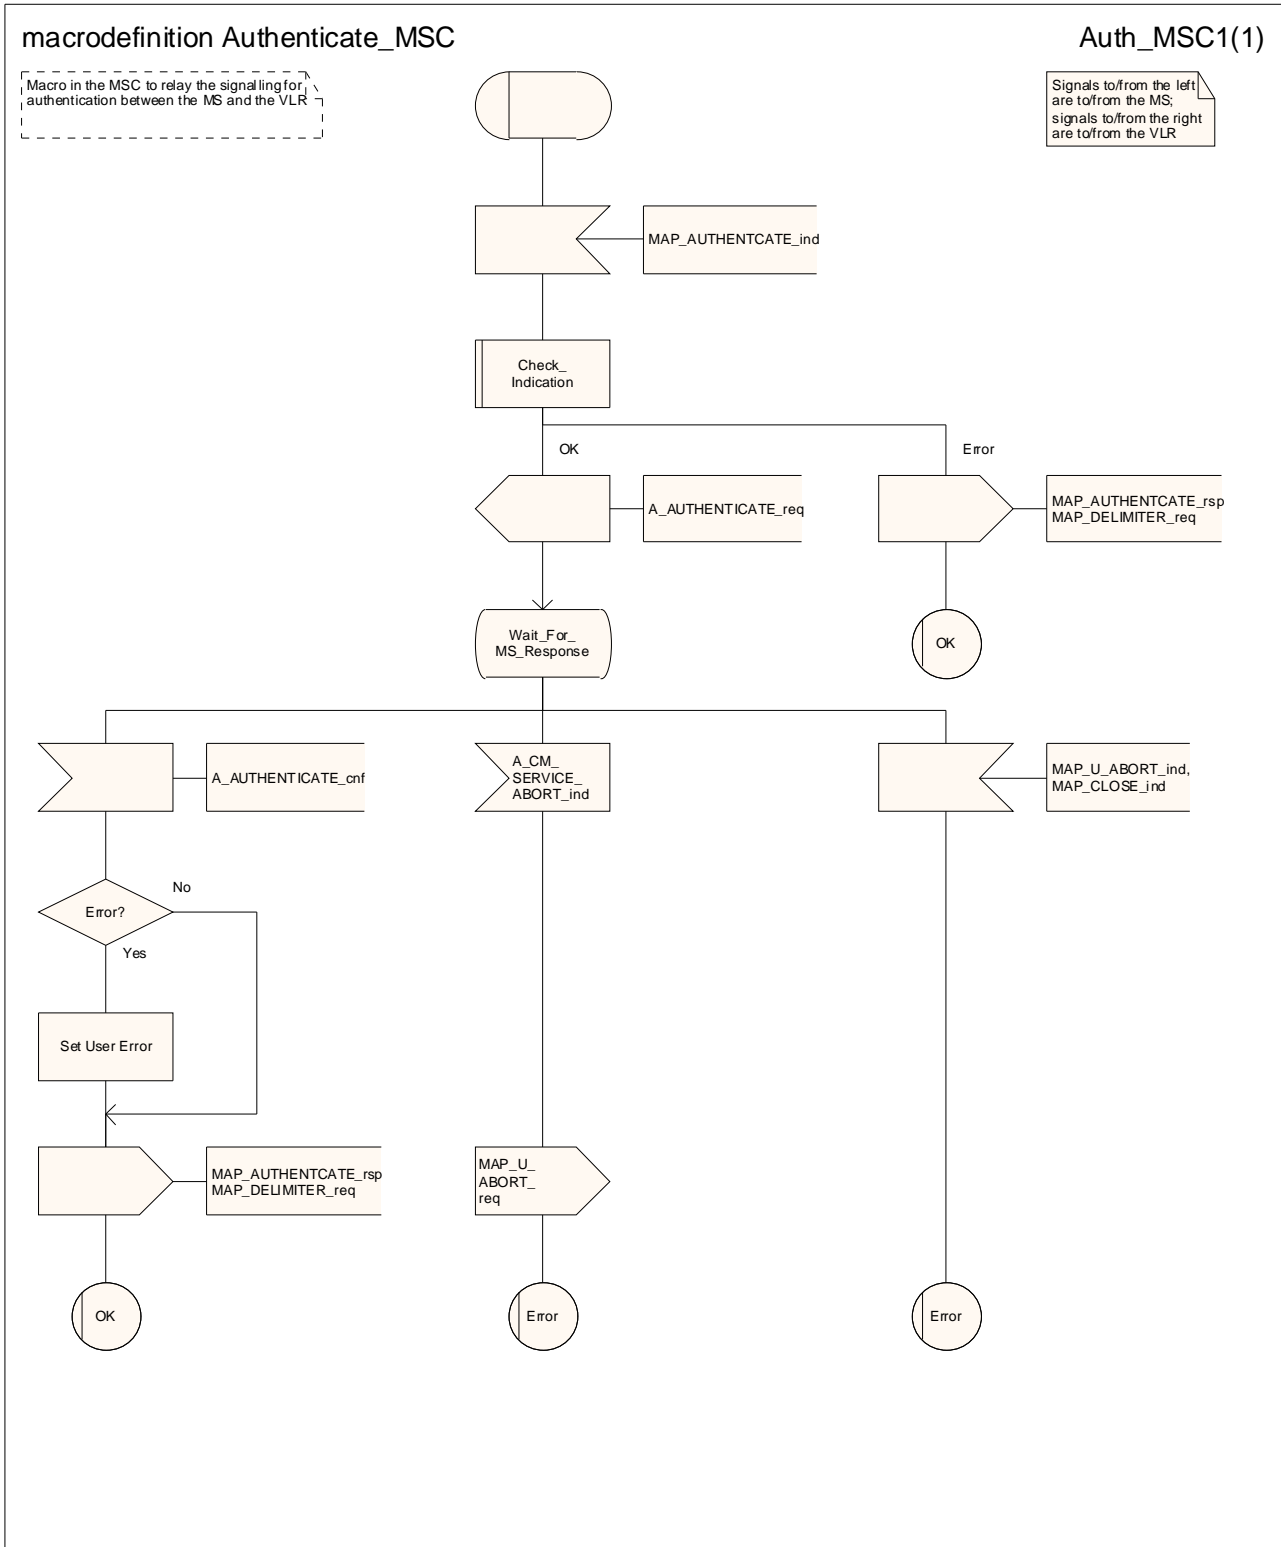 macrodefinition Authenticate_MSC
Auth_MSC1(1)
Macro in the MSC to relay the signalling for
authentication between the MS and the VLR
Signals to/from the left
are to/from the MS;
signals to/from the right
are to/from the VLR
MAP_AUTHENTCATE_ind
Check_
Indication
OK
Error
A_AUTHENTICATE_req
MAP_AUTHENTCATE_rsp
MAP_DELIMITER_req
Wait_For_
MS_Response
OK
A_AUTHENTICATE_cnf
A_CM_
SERVICE_
ABORT_ind
MAP_U_ABORT_ind,
MAP_CLOSE_ind
No
Error?
Yes
Set User Error
MAP_AUTHENTCATE_rsp
MAP_DELIMITER_req
MAP_U_
ABORT_
req
OK
Error
Error